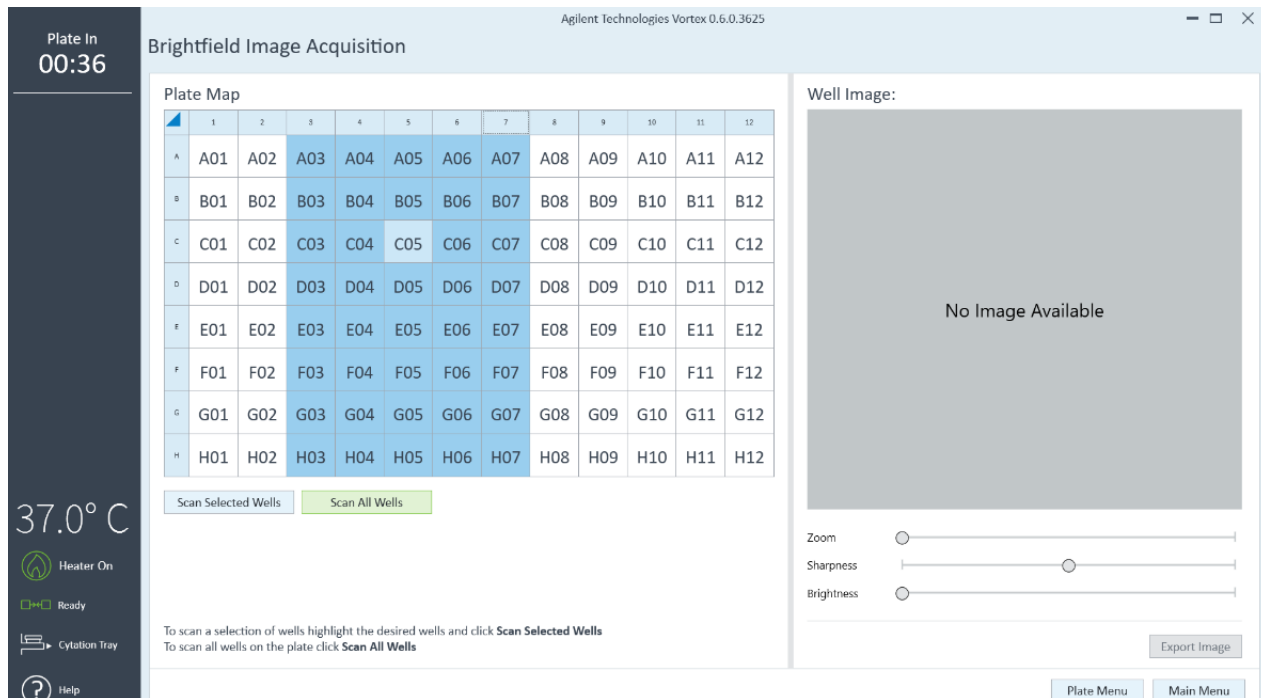 Agilent Technologies Vortex 0.6.0.3625
Plate In
00:36
Brightfield Image Acquisition
Plate Map
1 2 3 4 5 6 7 8 9 10 11 12
A A01 A02 A03 A04 A05 A06 A07 A08 A09 A10 A11 A12
B B01 B02 B03 B04 B05 B06 B07 B08 B09 B10 B11 B12
C C01 C02 C03 C04 C05 C06 C07 C08 C09 C10 C11 C12
D D01 D02 D03 D04 D05 D06 D07 D08 D09 D10 D11 D12
E E01 E02 E03 E04 E05 E06 E07 E08 E09 E10 E11 E12
F F01 F02 F03 F04 F05 F06 F07 F08 F09 F10 F11 F12
G G01 G02 G03 G04 G05 G06 G07 G08 G09 G10 G11 G12
H H01 H02 H03 H04 H05 H06 H07 H08 H09 H10 H11 H12
Scan Selected Wells Scan All Wells
To scan a selection of wells highlight the desired wells and click Scan Selected Wells
To scan all wells on the plate click Scan All Wells
Well Image:
No Image Available
Zoom
Sharpness
Brightness
Export Image
Plate Menu Main Menu
37.0° C
Heater On
Ready
Cytation Tray
? Help